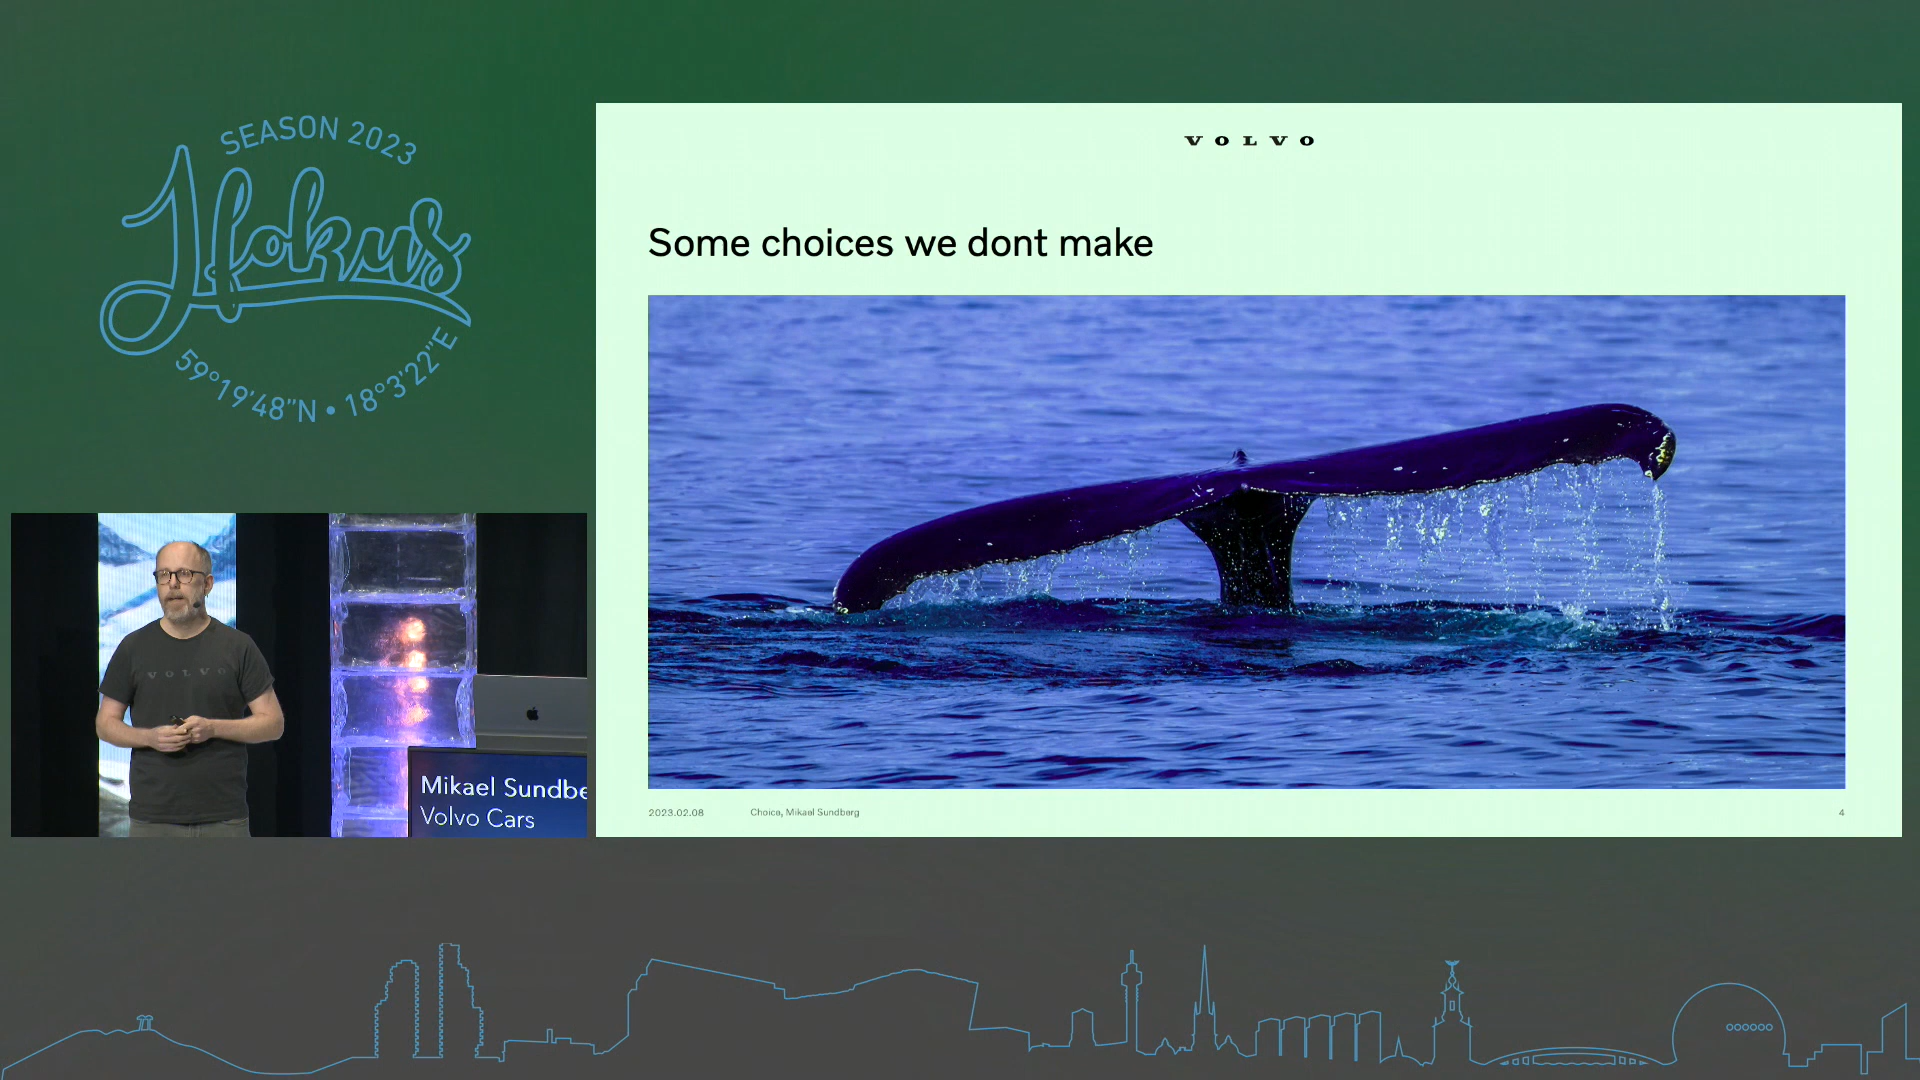 SEASON 2023
Jfokus
59°19'48"N • 18°3'22"E
VOLVO
Some choices we dont make
2023.02.08
Choice, Mikael Sundberg
4
VOLVO
Mikael Sundbe
Volvo Cars